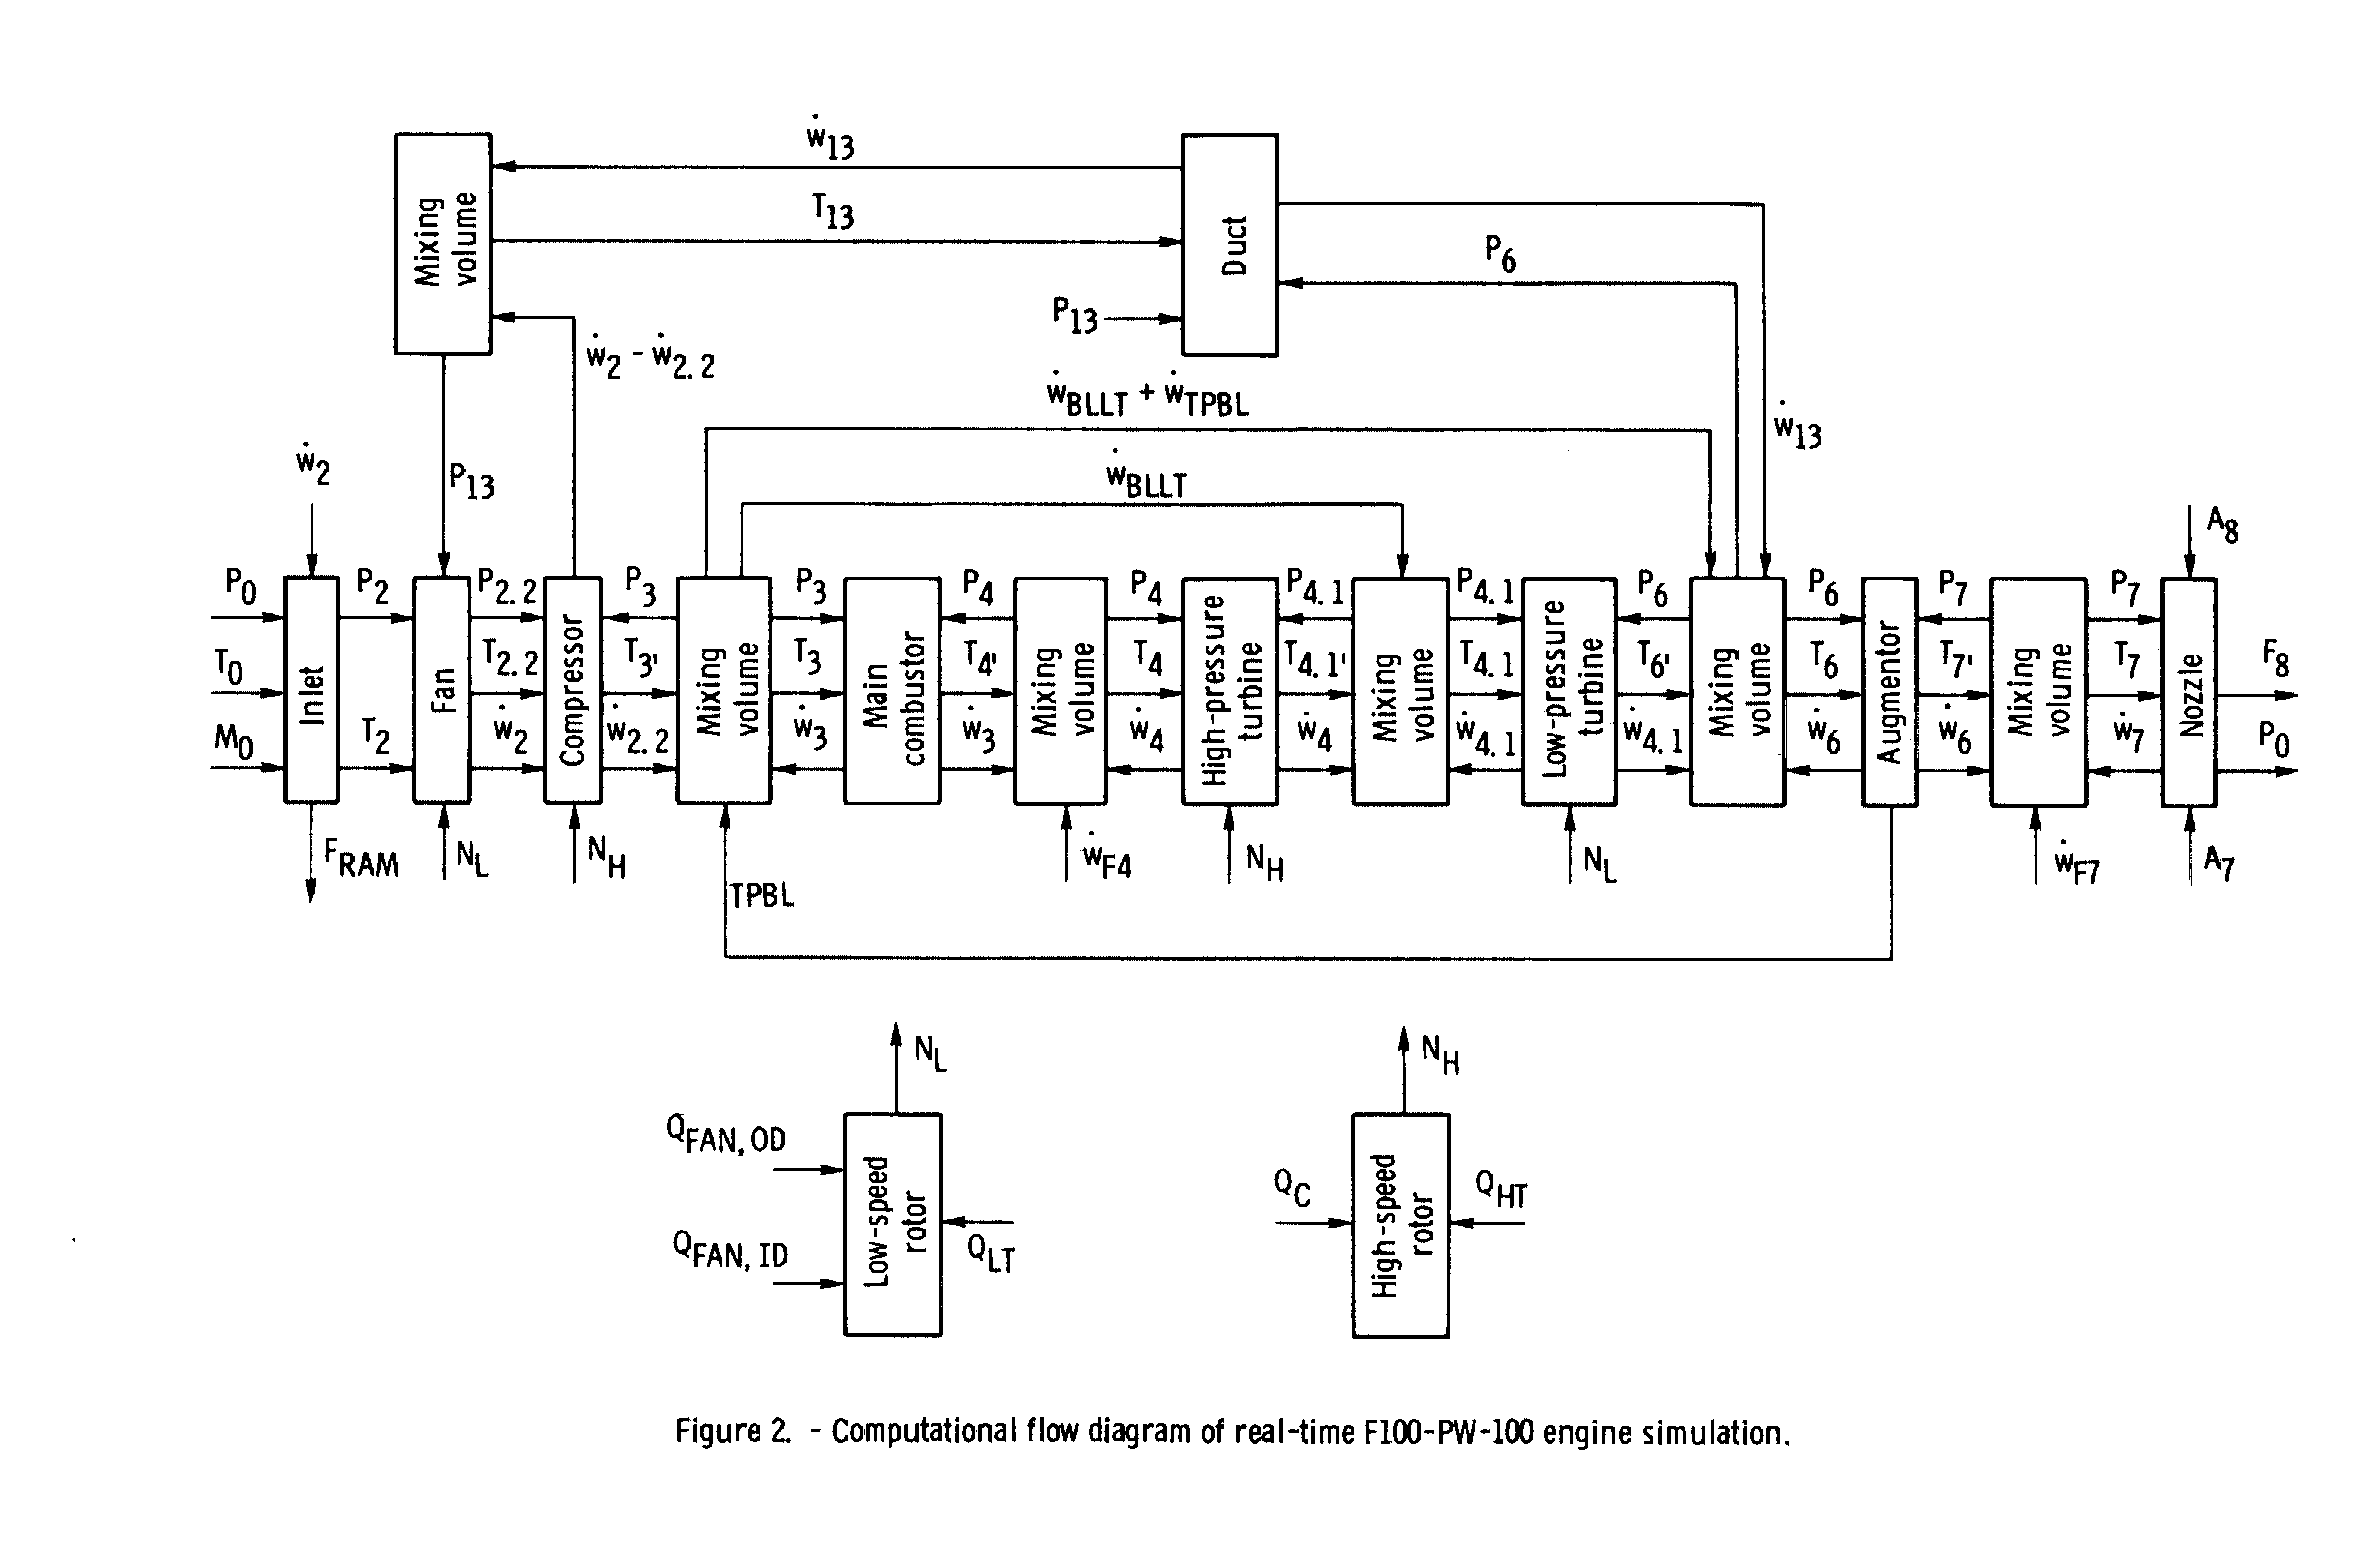 ẇ13
T13
Mixing volume
Duct
P6
P13
ẇ2 - ẇ2.2
ẇBLLT + ẇTPBL
ẇ13
ẇ2
P13
ẇBLLT
A8
P0 P2 P2.2 P3 P3 P4 P4 P4.1 P4.1 P6 P6 P7 P7
T0 T2.2 T3' T3 T4' T4 T4.1' T4.1 T6' T6 T7' T7 F8
Inlet Fan Compressor Mixing volume Main combustor Mixing volume High-pressure turbine Mixing volume Low-pressure turbine Mixing volume Augmentor Mixing volume Nozzle
M0 T2 ẇ2 ẇ2.2 ẇ3 ẇ3 ẇ4 ẇ4 ẇ4.1 ẇ4.1 ẇ6 ẇ6 ẇ7 P0
FRAM NL NH ẇF4 NH NL ẇF7 A7
TPBL
NL NH
QFAN, OD
Low-speed rotor
QC High-speed rotor QHT
QFAN, ID QLT
Figure 2. - Computational flow diagram of real-time F100-PW-100 engine simulation.